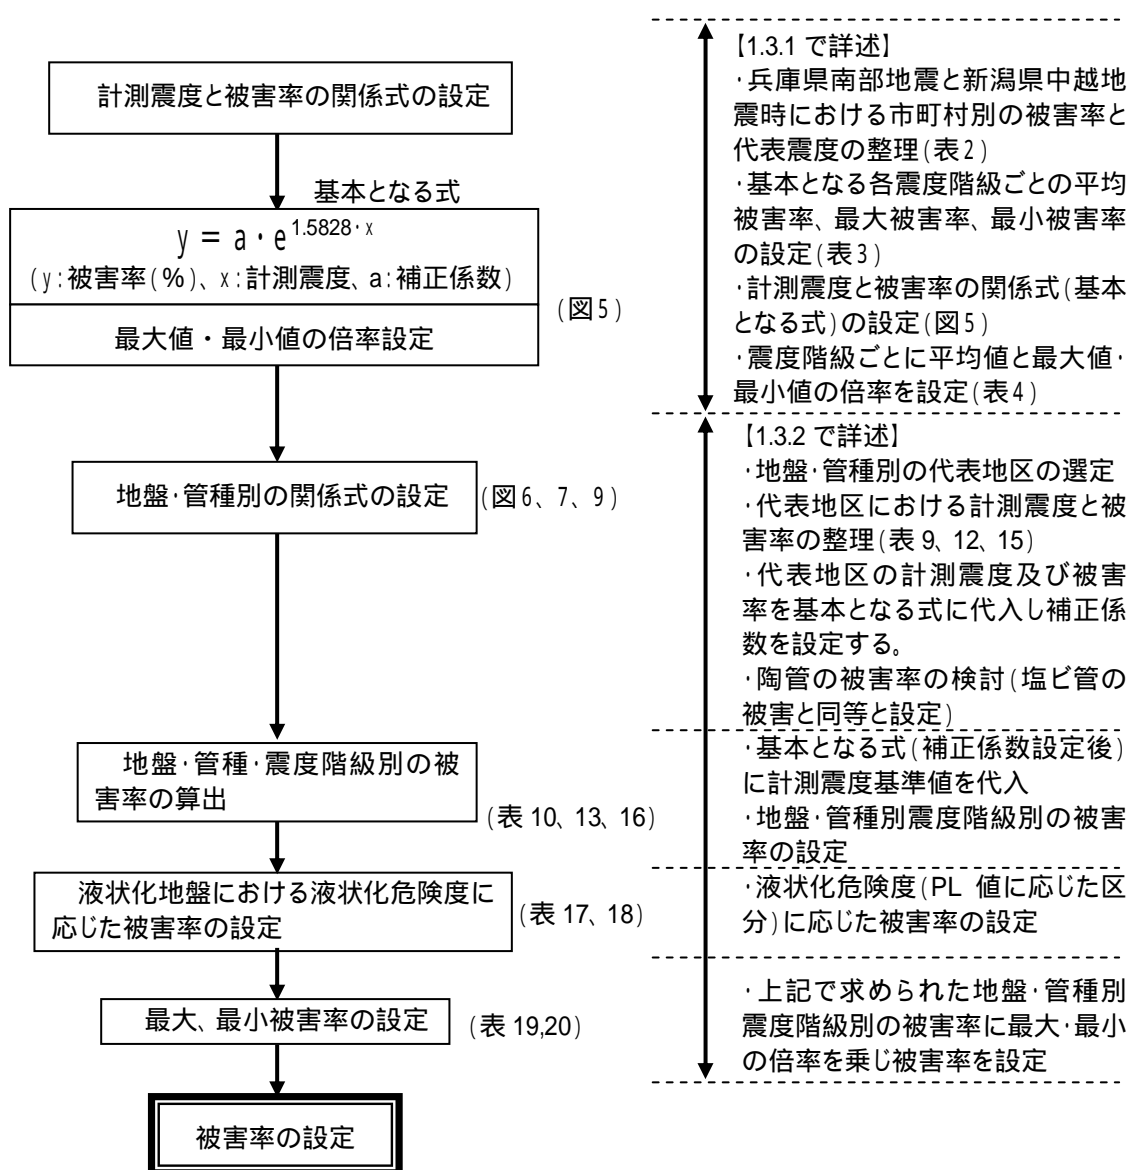 計測震度と被害率の関係式の設定
基本となる式
y = a・e^1.5828・x
(y:被害率(%)、x:計測震度、a:補正係数)
最大値・最小値の倍率設定
(図5)
地盤・管種別の関係式の設定
(図6、7、9)
地盤・管種・震度階級別の被
害率の算出
(表 10、13、16)
液状化地盤における液状化危険度に
応じた被害率の設定
(表 17、18)
最大、最小被害率の設定
(表 19,20)
被害率の設定
【1.3.1 で詳述】
・兵庫県南部地震と新潟県中越地
震時における市町村別の被害率と
代表震度の整理(表2)
・基本となる各震度階級ごとの平均
被害率、最大被害率、最小被害率
の設定(表3)
・計測震度と被害率の関係式(基本
となる式)の設定(図5)
・震度階級ごとに平均値と最大値・
最小値の倍率を設定(表4)
【1.3.2 で詳述】
・地盤・管種別の代表地区の選定
・代表地区における計測震度と被
害率の整理(表 9、12、15)
・代表地区の計測震度及び被害
率を基本となる式に代入し補正係
数を設定する。
・陶管の被害率の検討(塩ビ管の
被害と同等と設定)
・基本となる式(補正係数設定後)
に計測震度基準値を代入
・地盤・管種別震度階級別の被害
率の設定
・液状化危険度(PL 値に応じた区
分)に応じた被害率の設定
・上記で求められた地盤・管種別
震度階級別の被害率に最大・最小
の倍率を乗じ被害率を設定